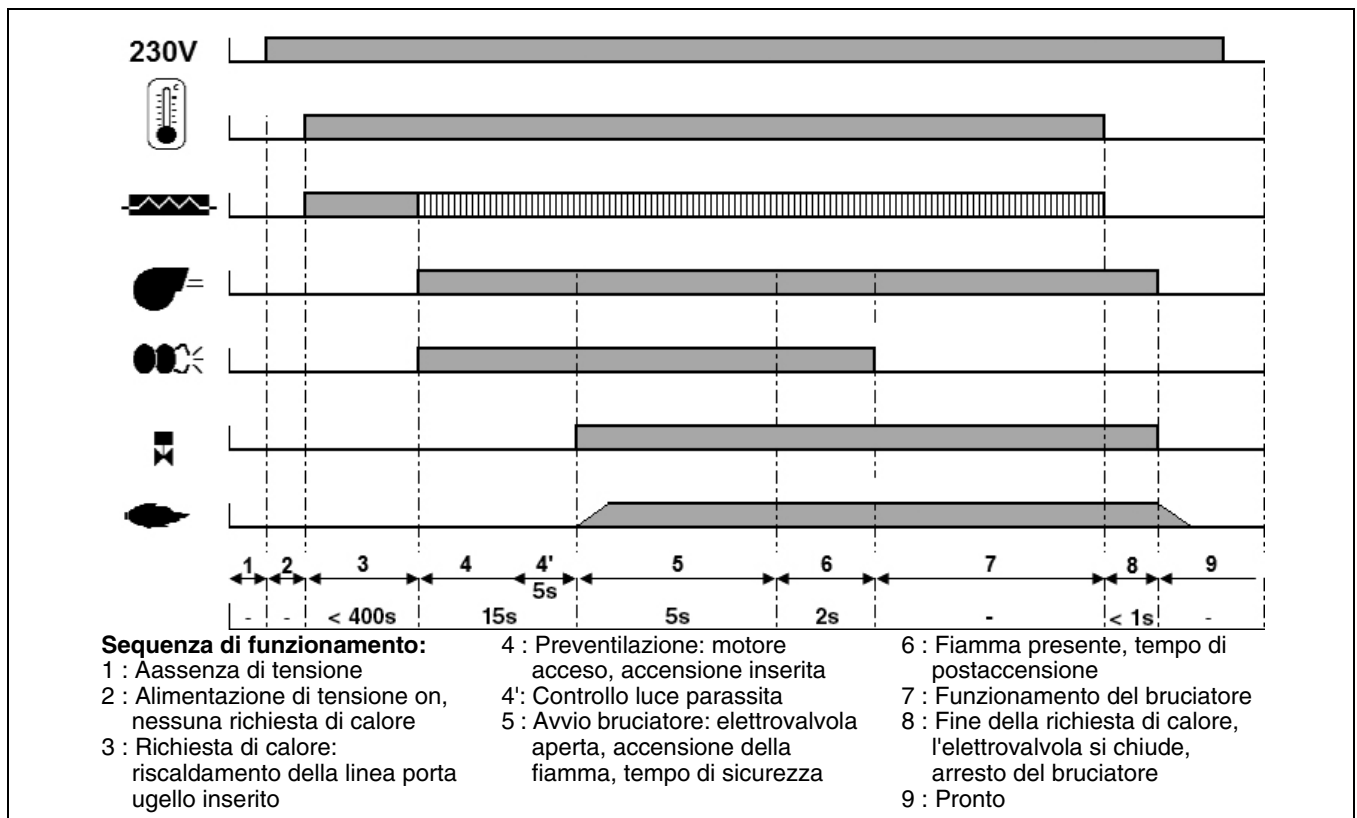 230V
°C
1 2 3 4 4' 5 6 7 8 9
5s
- - < 400s 15s 5s 2s - < 1s -
Sequenza di funzionamento:
1 : Aassenza di tensione
2 : Alimentazione di tensione on,
nessuna richiesta di calore
3 : Richiesta di calore:
riscaldamento della linea porta
ugello inserito
4 : Preventilazione: motore
acceso, accensione inserita
4': Controllo luce parassita
5 : Avvio bruciatore: elettrovalvola
aperta, accensione della
fiamma, tempo di sicurezza
6 : Fiamma presente, tempo di
postaccensione
7 : Funzionamento del bruciatore
8 : Fine della richiesta di calore,
l'elettrovalvola si chiude,
arresto del bruciatore
9 : Pronto